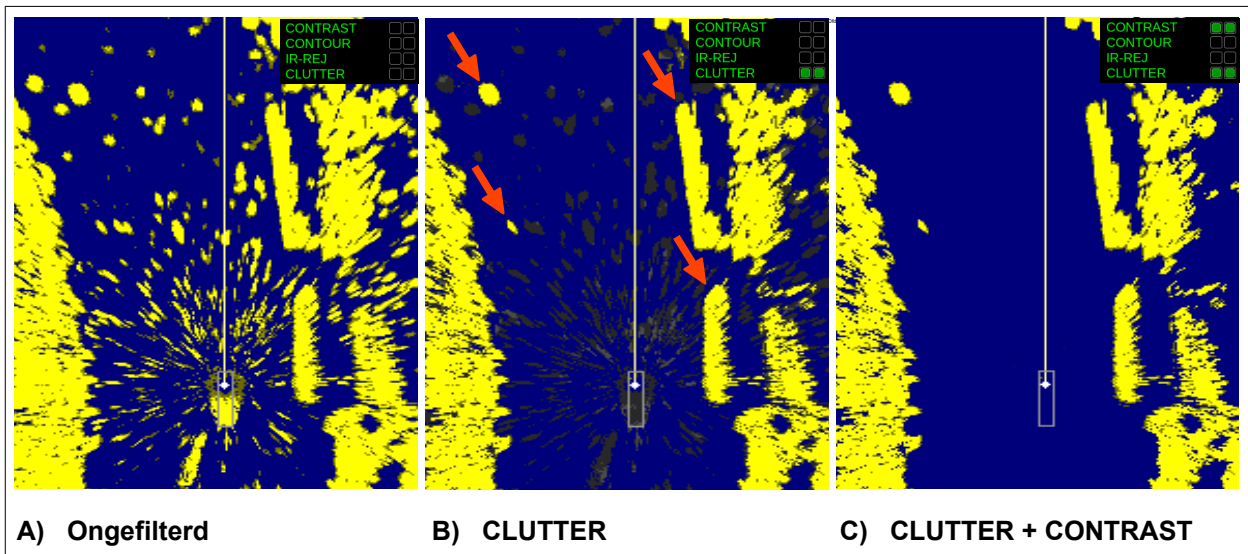 CONTRAST
CONTOUR
IR-REJ
CLUTTER
CONTRAST
CONTOUR
IR-REJ
CLUTTER
CONTRAST
CONTOUR
IR-REJ
CLUTTER
A) Ongefilterd
B) CLUTTER
C) CLUTTER + CONTRAST